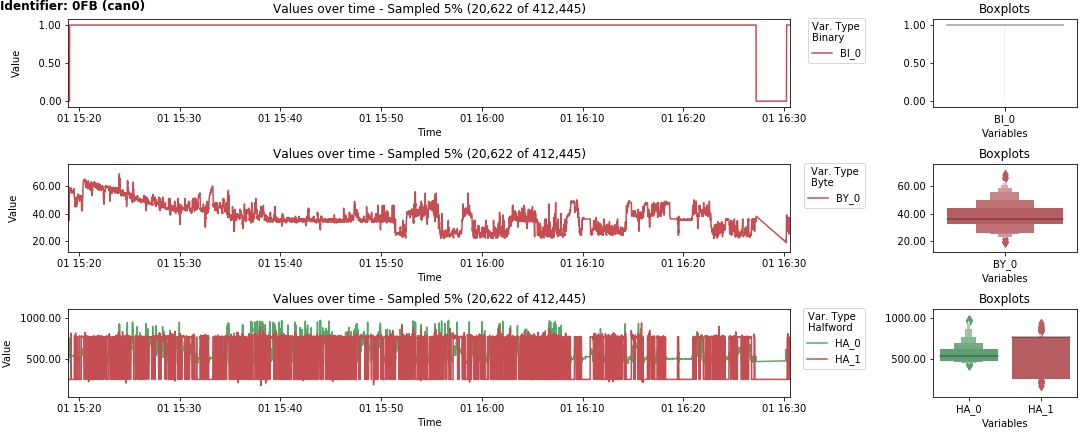 Identifier: 0FB (can0)
Values over time - Sampled 5% (20,622 of 412,445)
Boxplots
Value
1.00
0.50
0.00
01 15:20 01 15:30 01 15:40 01 15:50 01 16:00 01 16:10 01 16:20 01 16:30
Time
Var. Type
Binary
BI_0
1.00
0.50
0.00
BI_0
Variables
Values over time - Sampled 5% (20,622 of 412,445)
Boxplots
Value
60.00
40.00
20.00
01 15:20 01 15:30 01 15:40 01 15:50 01 16:00 01 16:10 01 16:20 01 16:30
Time
Var. Type
Byte
BY_0
60.00
40.00
20.00
BY_0
Variables
Values over time - Sampled 5% (20,622 of 412,445)
Boxplots
Value
1000.00
500.00
01 15:20 01 15:30 01 15:40 01 15:50 01 16:00 01 16:10 01 16:20 01 16:30
Time
Var. Type
Halfword
HA_0
HA_1
1000.00
500.00
HA_0 HA_1
Variables